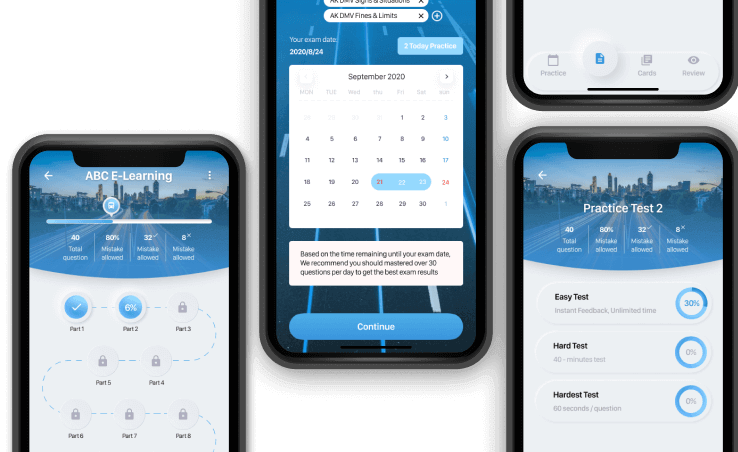 AK DMV Signs & Situations ×
AK DMV Fines & Limits ×
Your exam date:
2020/8/24
2 Today Practice
September 2020
MON TUE Wed Thu Fri Sat Sun
1 2 3
4 5 6 7 8 9 10
11 12 13 14 15 16 17
18 19 20 21 22 23 24
25 26 27 28 29 30 1
Based on the time remaining until your exam date,
We recommend you should mastered over 30
questions per day to get the best exam results
Continue
Practice
Cards
Review
ABC E-Learning
40 80% 32 8
Total Mistake Mistake Mistake
question allowed allowed allowed
6%
Part 1 Part 2 Part 3
Part 5 Part 4
Part 6 Part 7 Part 8
Practice Test 2
40 80% 32 8
Total Mistake Mistake Mistake
question allowed allowed allowed
Easy Test
Instant Feedback, Unlimited time
30%
Hard Test
40 - minutes test
0%
Hardest Test
60 seconds / question
0%